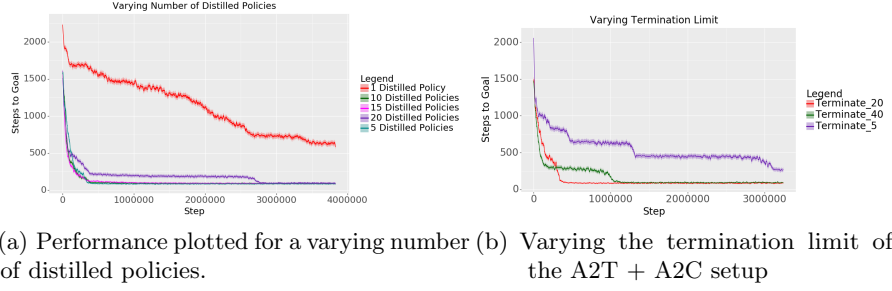 Varying Number of Distilled Policies
Steps to Goal
2000
1500
1000
500
0
0
1000000
2000000
3000000
4000000
Step
Legend
1 Distilled Policy
10 Distilled Policies
15 Distilled Policies
20 Distilled Policies
5 Distilled Policies
Varying Termination Limit
Steps to Goal
2000
1500
1000
500
0
0
1000000
2000000
3000000
Step
Legend
Terminate_20
Terminate_40
Terminate_5
(a) Performance plotted for a varying number
of distilled policies.
(b) Varying the termination limit of
the A2T + A2C setup